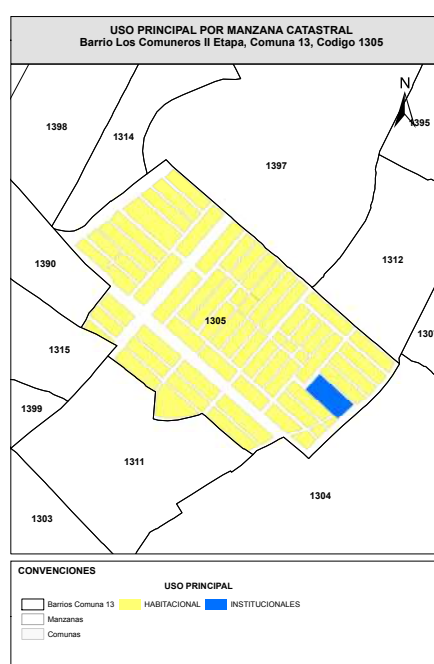 USO PRINCIPAL POR MANZANA CATASTRAL
Barrio Los Comuneros II Etapa, Comuna 13, Codigo 1305
N
1398
1314
1395
1397
1312
1390
1305
1315
1399
1311
1304
1303
CONVENCIONES
USO PRINCIPAL
Barrios Comuna 13
HABITACIONAL
INSTITUCIONALES
Manzanas
Comunas